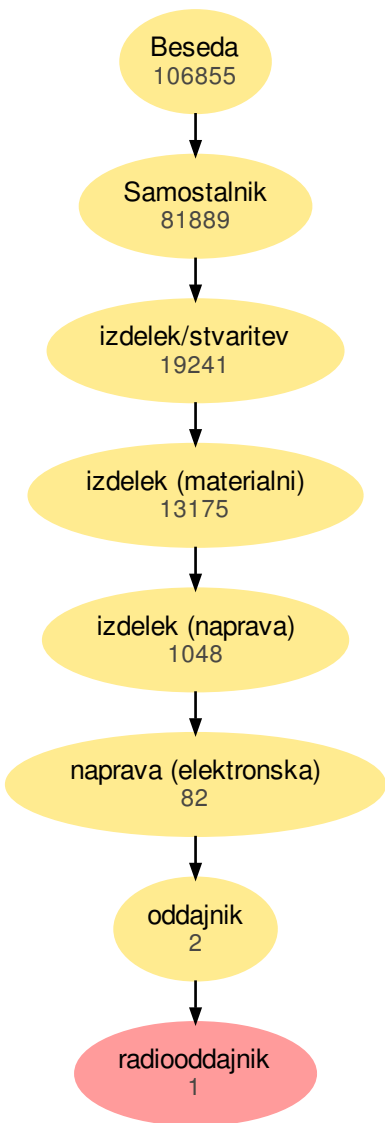 Beseda
106855
Samostalnik
81889
izdelek/stvaritev
19241
izdelek (materialni)
13175
izdelek (naprava)
1048
naprava (elektronska)
82
oddajnik
2
radiooddajnik
1